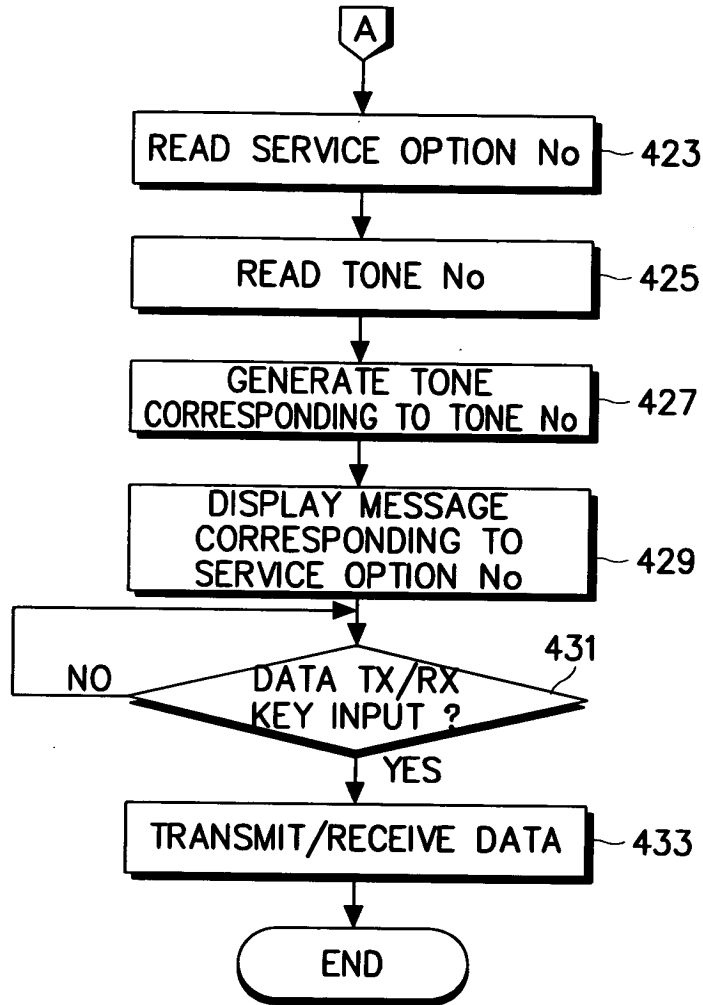 A
READ SERVICE OPTION No
423
READ TONE No
425
GENERATE TONE
CORRESPONDING TO TONE No
427
DISPLAY MESSAGE
CORRESPONDING TO
SERVICE OPTION No
429
431
NO
DATA TX/RX
KEY INPUT ?
YES
TRANSMIT/RECEIVE DATA
433
END